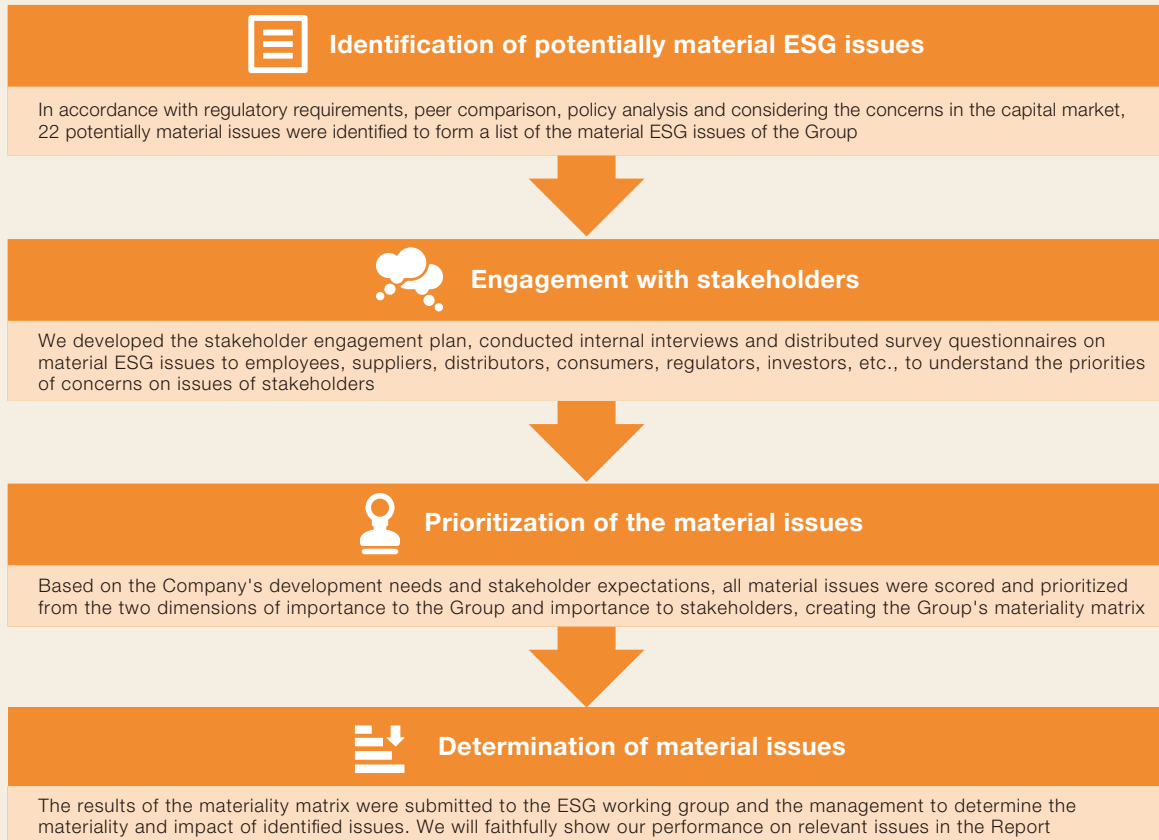 Identification of potentially material ESG issues
In accordance with regulatory requirements, peer comparison, policy analysis and considering the concerns in the capital market,
22 potentially material issues were identified to form a list of the material ESG issues of the Group
Engagement with stakeholders
We developed the stakeholder engagement plan, conducted internal interviews and distributed survey questionnaires on
material ESG issues to employees, suppliers, distributors, consumers, regulators, investors, etc., to understand the priorities
of concerns on issues of stakeholders
Prioritization of the material issues
Based on the Company's development needs and stakeholder expectations, all material issues were scored and prioritized
from the two dimensions of importance to the Group and importance to stakeholders, creating the Group's materiality matrix
Determination of material issues
The results of the materiality matrix were submitted to the ESG working group and the management to determine the
materiality and impact of identified issues. We will faithfully show our performance on relevant issues in the Report